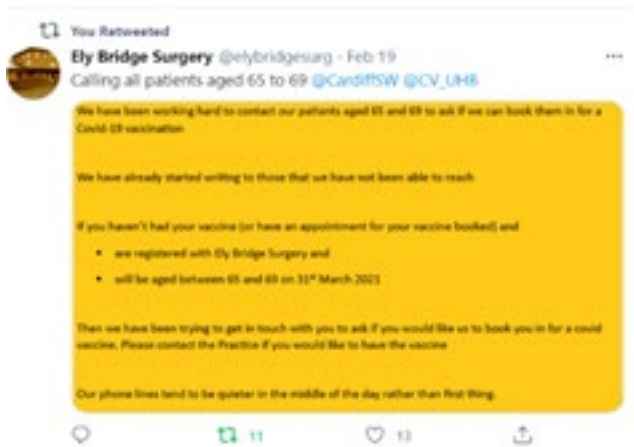 You Retweeted
Ely Bridge Surgery @elybridgesurg · Feb 19
Calling all patients aged 65 to 69 @CardiffSW @CV_UHB
We have been working hard to contact our patients aged 65 and 69 to ask if we can book them in for a
Covid-19 vaccination
We have already started writing to those that we have not been able to reach
If you haven't had your vaccine (or have an appointment for your vaccine booked) and
• are registered with Ely Bridge Surgery and
• will be aged between 65 and 69 on 31st March 2021
Then we have been trying to get in touch with you to ask if you would like us to book you in for a covid
vaccine. Please contact the Practice if you would like to have the vaccine
Our phone lines tend to be quieter in the middle of the day rather than first thing.
11 13